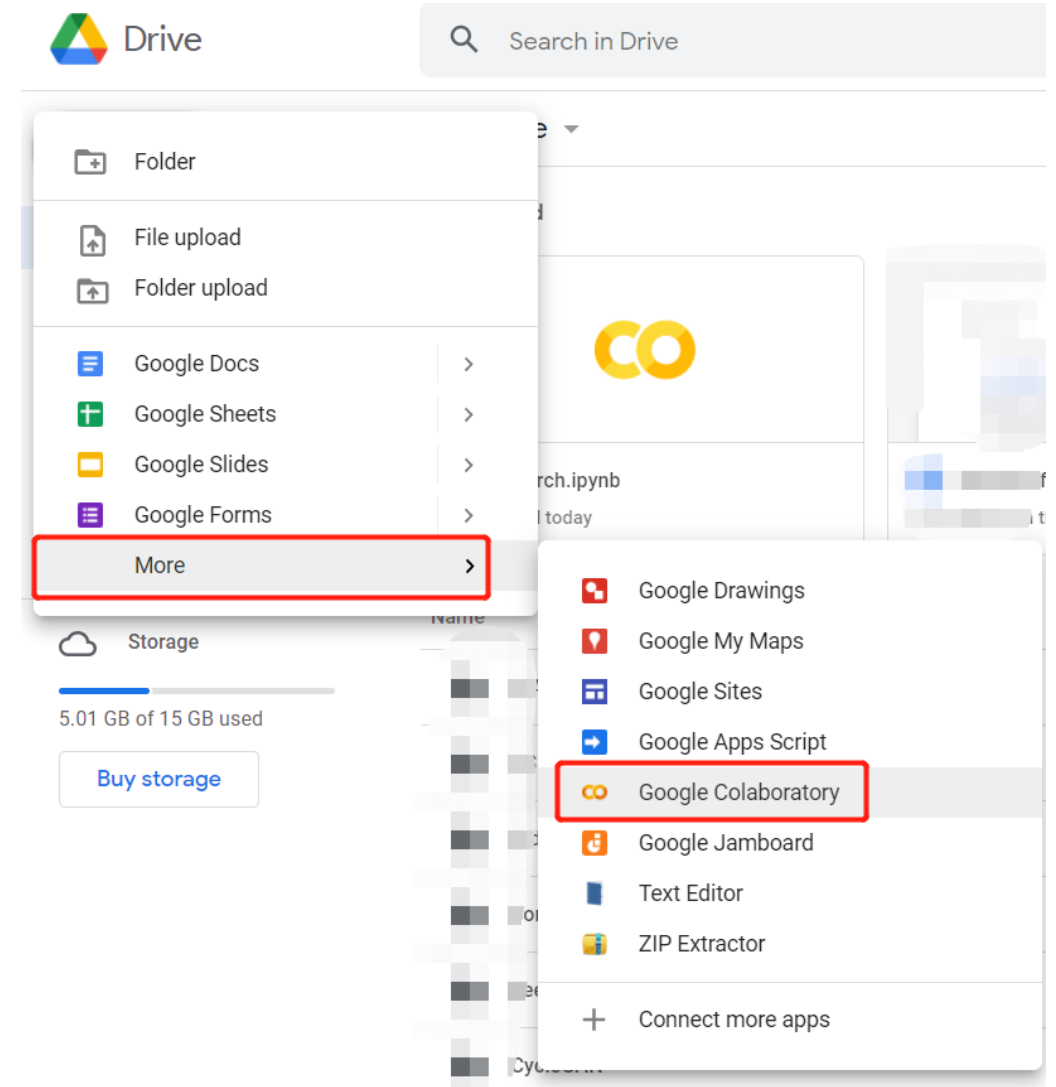 Drive
Search in Drive
Folder
File upload
Folder upload
Google Docs
Google Sheets
Google Slides
Google Forms
More
rch.ipynb
today
Name
Storage
5.01 GB of 15 GB used
Buy storage
Google Drawings
Google My Maps
Google Sites
Google Apps Script
Google Colaboratory
Google Jamboard
Text Editor
ZIP Extractor
Connect more apps